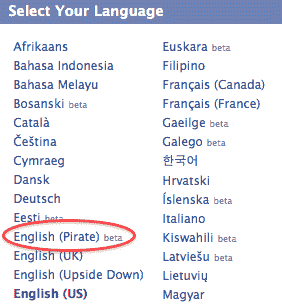 Select Your Language
Afrikaans
Bahasa Indonesia
Bahasa Melayu
Bosanski beta
Català
Čeština
Cymraeg
Dansk
Deutsch
Eesti beta
English (Pirate) beta
English (UK)
English (Upside Down)
English (US)
Euskara beta
Filipino
Français (Canada)
Français (France)
Gaeilge beta
Galego beta
한국어
Hrvatski
Íslenska beta
Italiano
Kiswahili beta
Latviešu beta
Lietuvių
Magyar